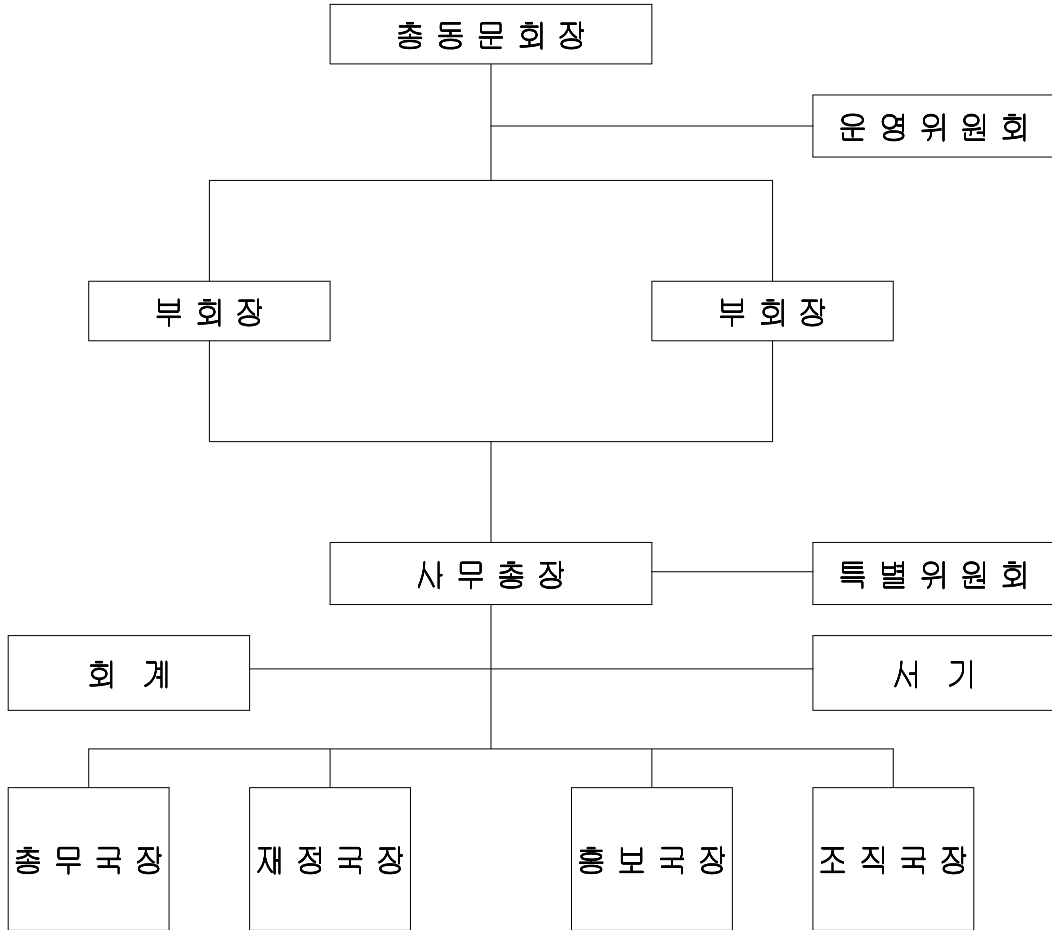 총동문회장
운영위원회
부회장
부회장
사무총장
특별위원회
회 계
서 기
총무국장
재정국장
홍보국장
조직국장